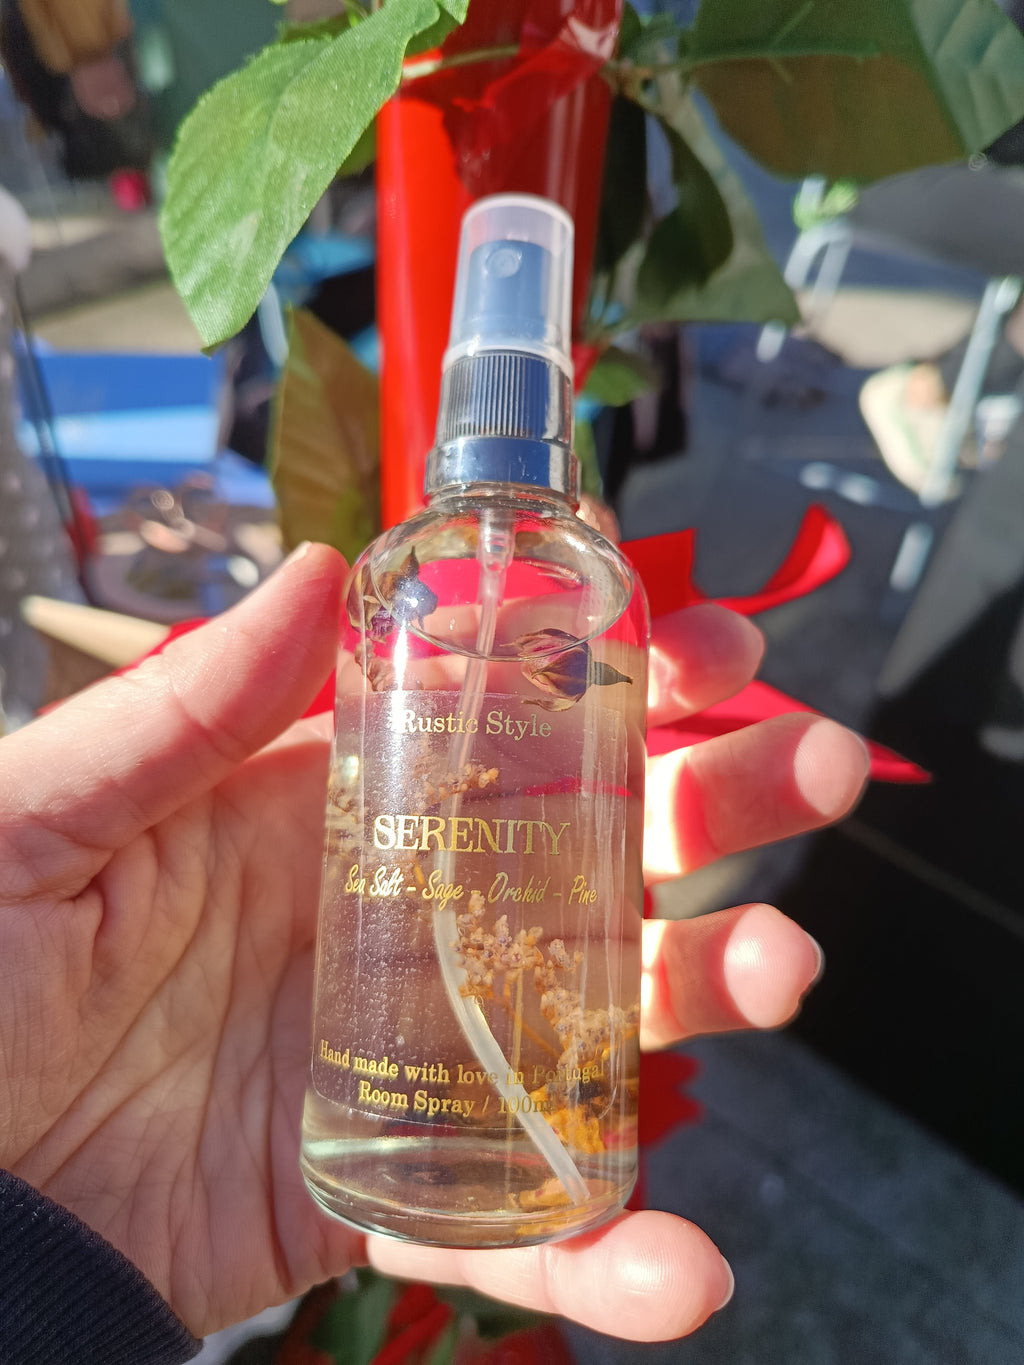 Rustic Style
SERENITY
Sea Salt - Sage - Orchid - Pine
Hand made with love in Portugal
Room Spray / 100ml